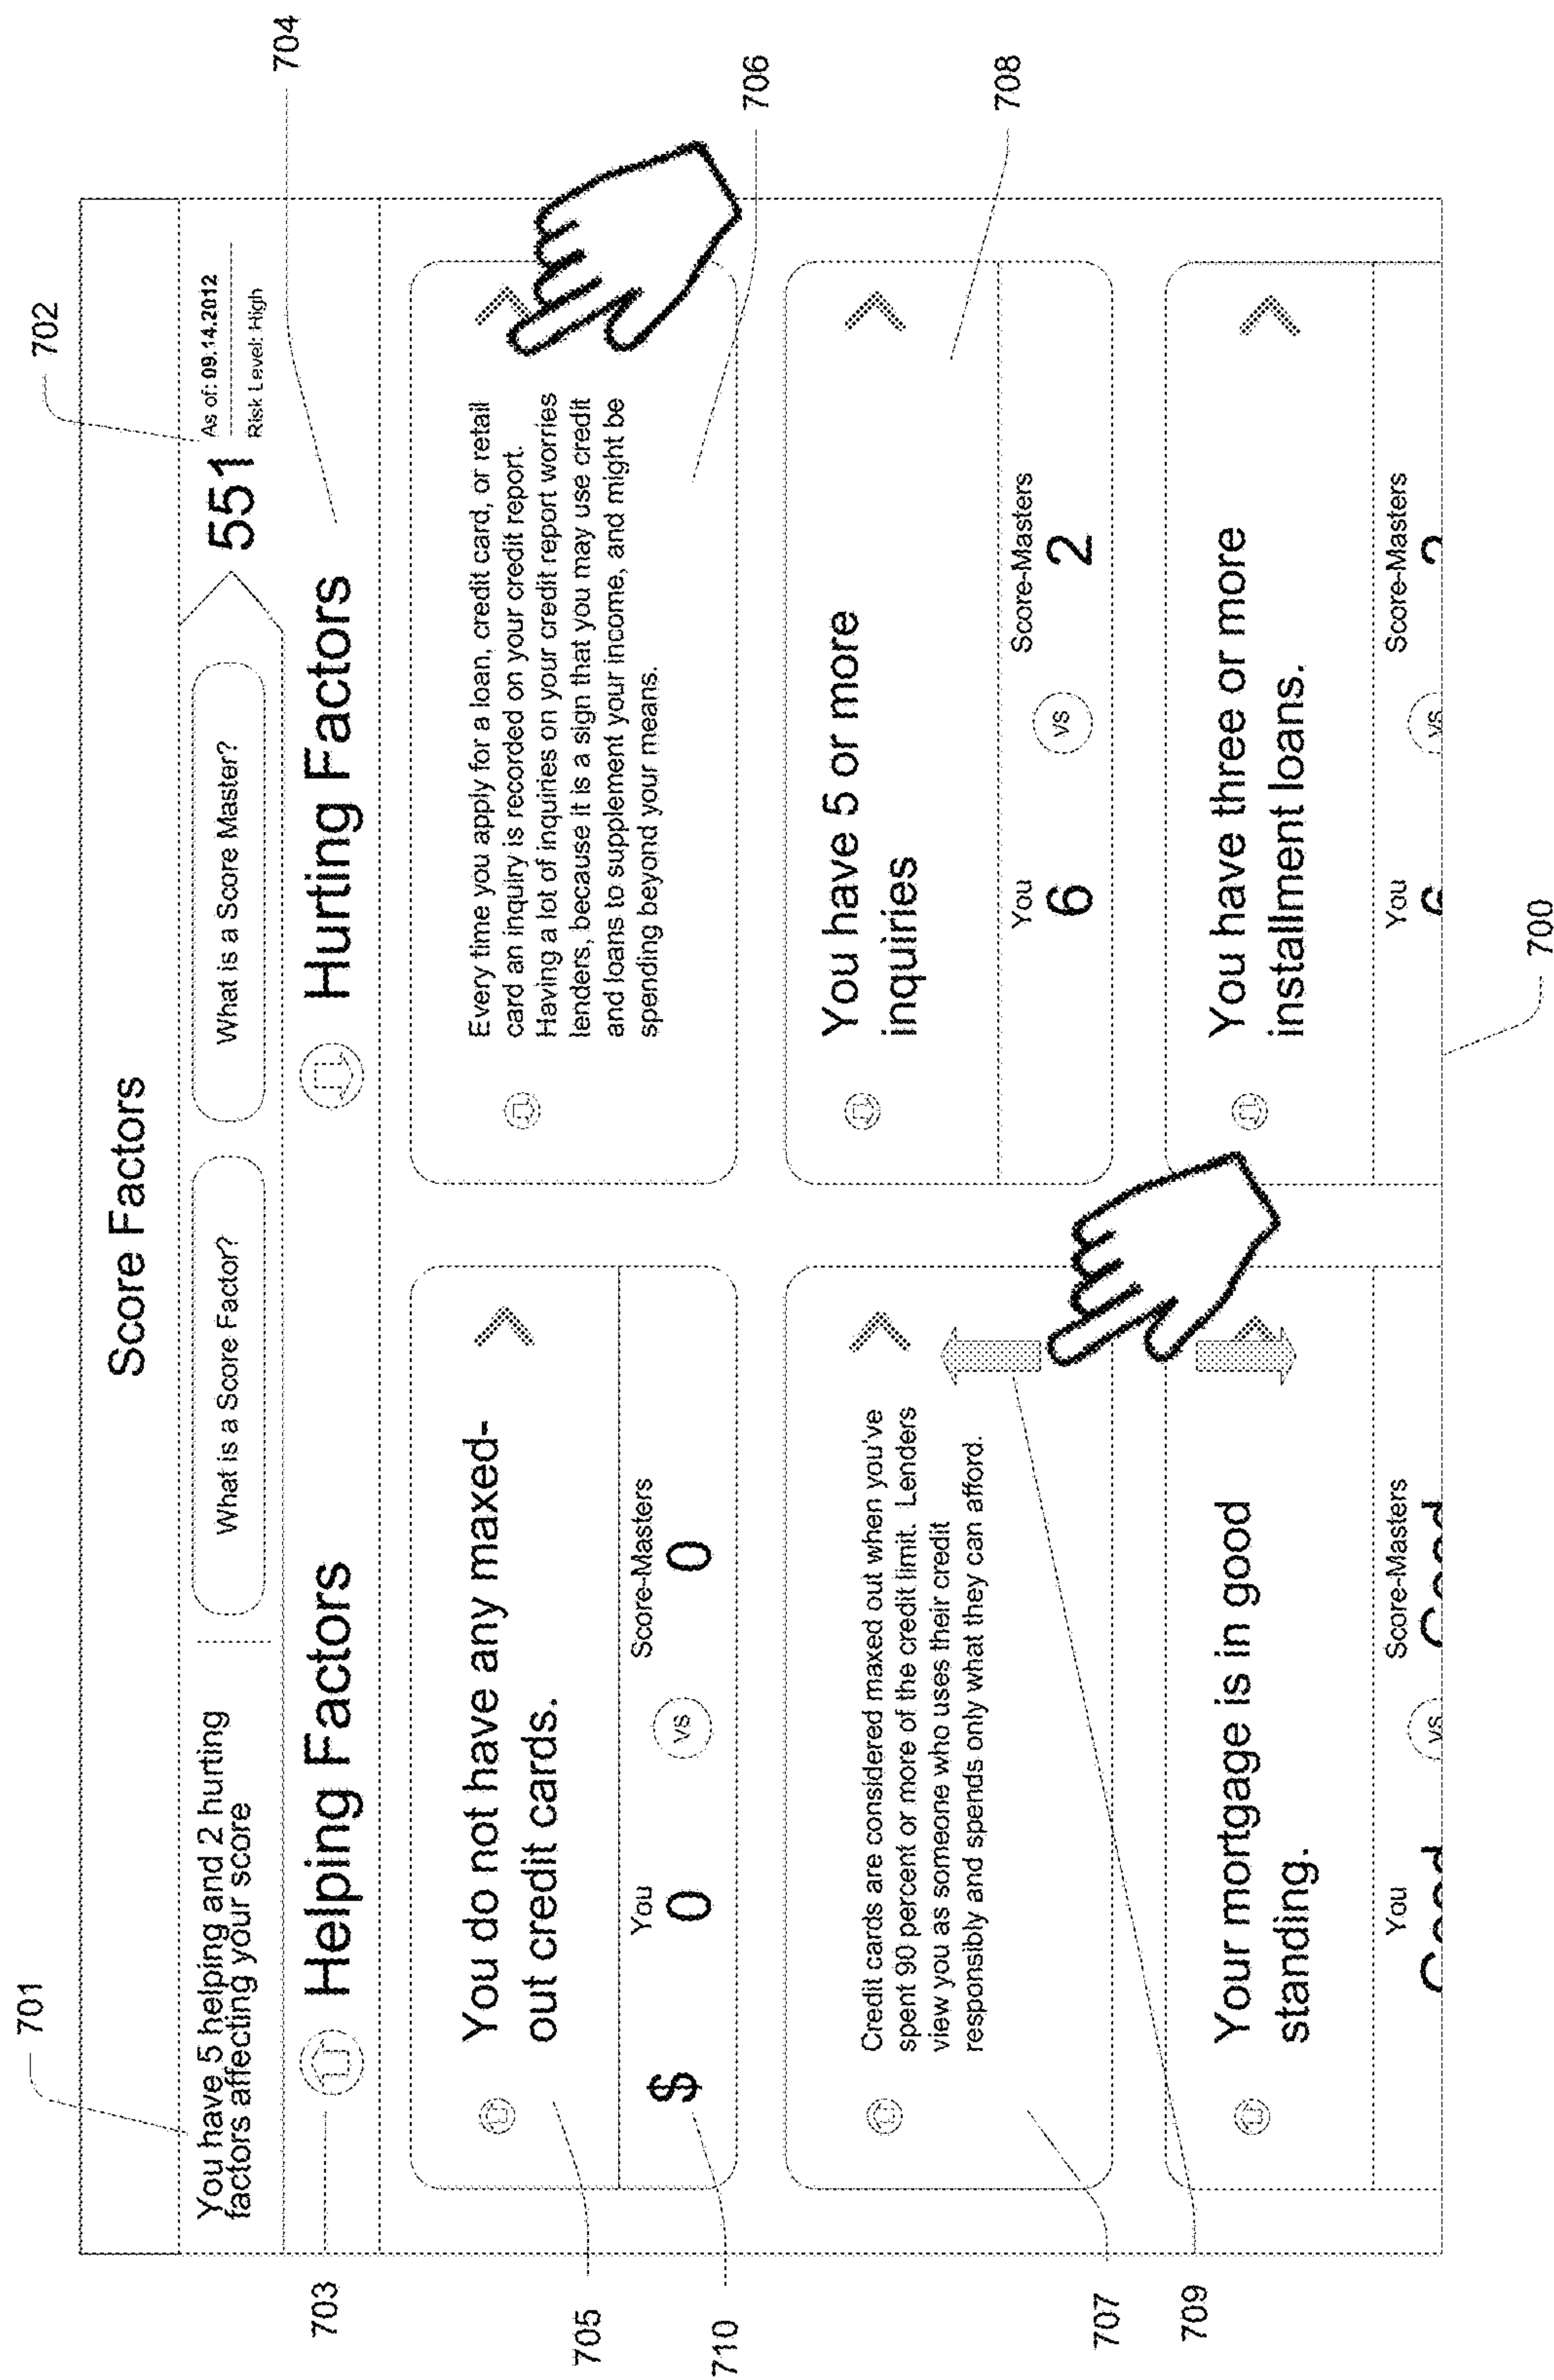 Score Factors
701
You have 5 helping and 2 hurting
factors affecting your score
What is a Score Factor?
What is a Score Master?
551
As of: 09.14.2012
Risk Level: High
702
703
Helping Factors
Hurting Factors
704
705
You do not have any maxed-
out credit cards.
$
You
0
vs
Score-Masters
0
710
Every time you apply for a loan, credit card, or retail
card an inquiry is recorded on your credit report.
Having a lot of inquiries on your credit report worries
lenders, because it is a sign that you may use credit
and loans to supplement your income, and might be
spending beyond your means.
706
Credit cards are considered maxed out when you've
spent 90 percent or more of the credit limit. Lenders
view you as someone who uses their credit
responsibly and spends only what they can afford.
707
709
You have 5 or more
inquiries
You
6
vs
Score-Masters
2
708
Your mortgage is in good
standing.
You
Good
vs
Score-Masters
Good
You have three or more
installment loans.
You
6
vs
Score-Masters
2
700